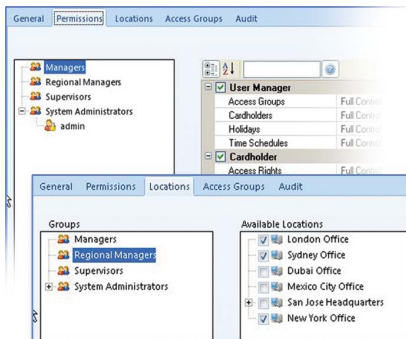 General Permissions Locations Access Groups Audit
Managers
Regional Managers
Supervisors
System Administrators
admin
User Manager
Access Groups Full Control
Cardholders Full Control
Holidays Full Control
Time Schedules Full Control
Cardholder
Access Rights Full Control
General Permissions Locations Access Groups Audit
Groups
Managers
Regional Managers
Supervisors
System Administrators
Available Locations
London Office
Sydney Office
Dubai Office
Mexico City Office
San Jose Headquarters
New York Office